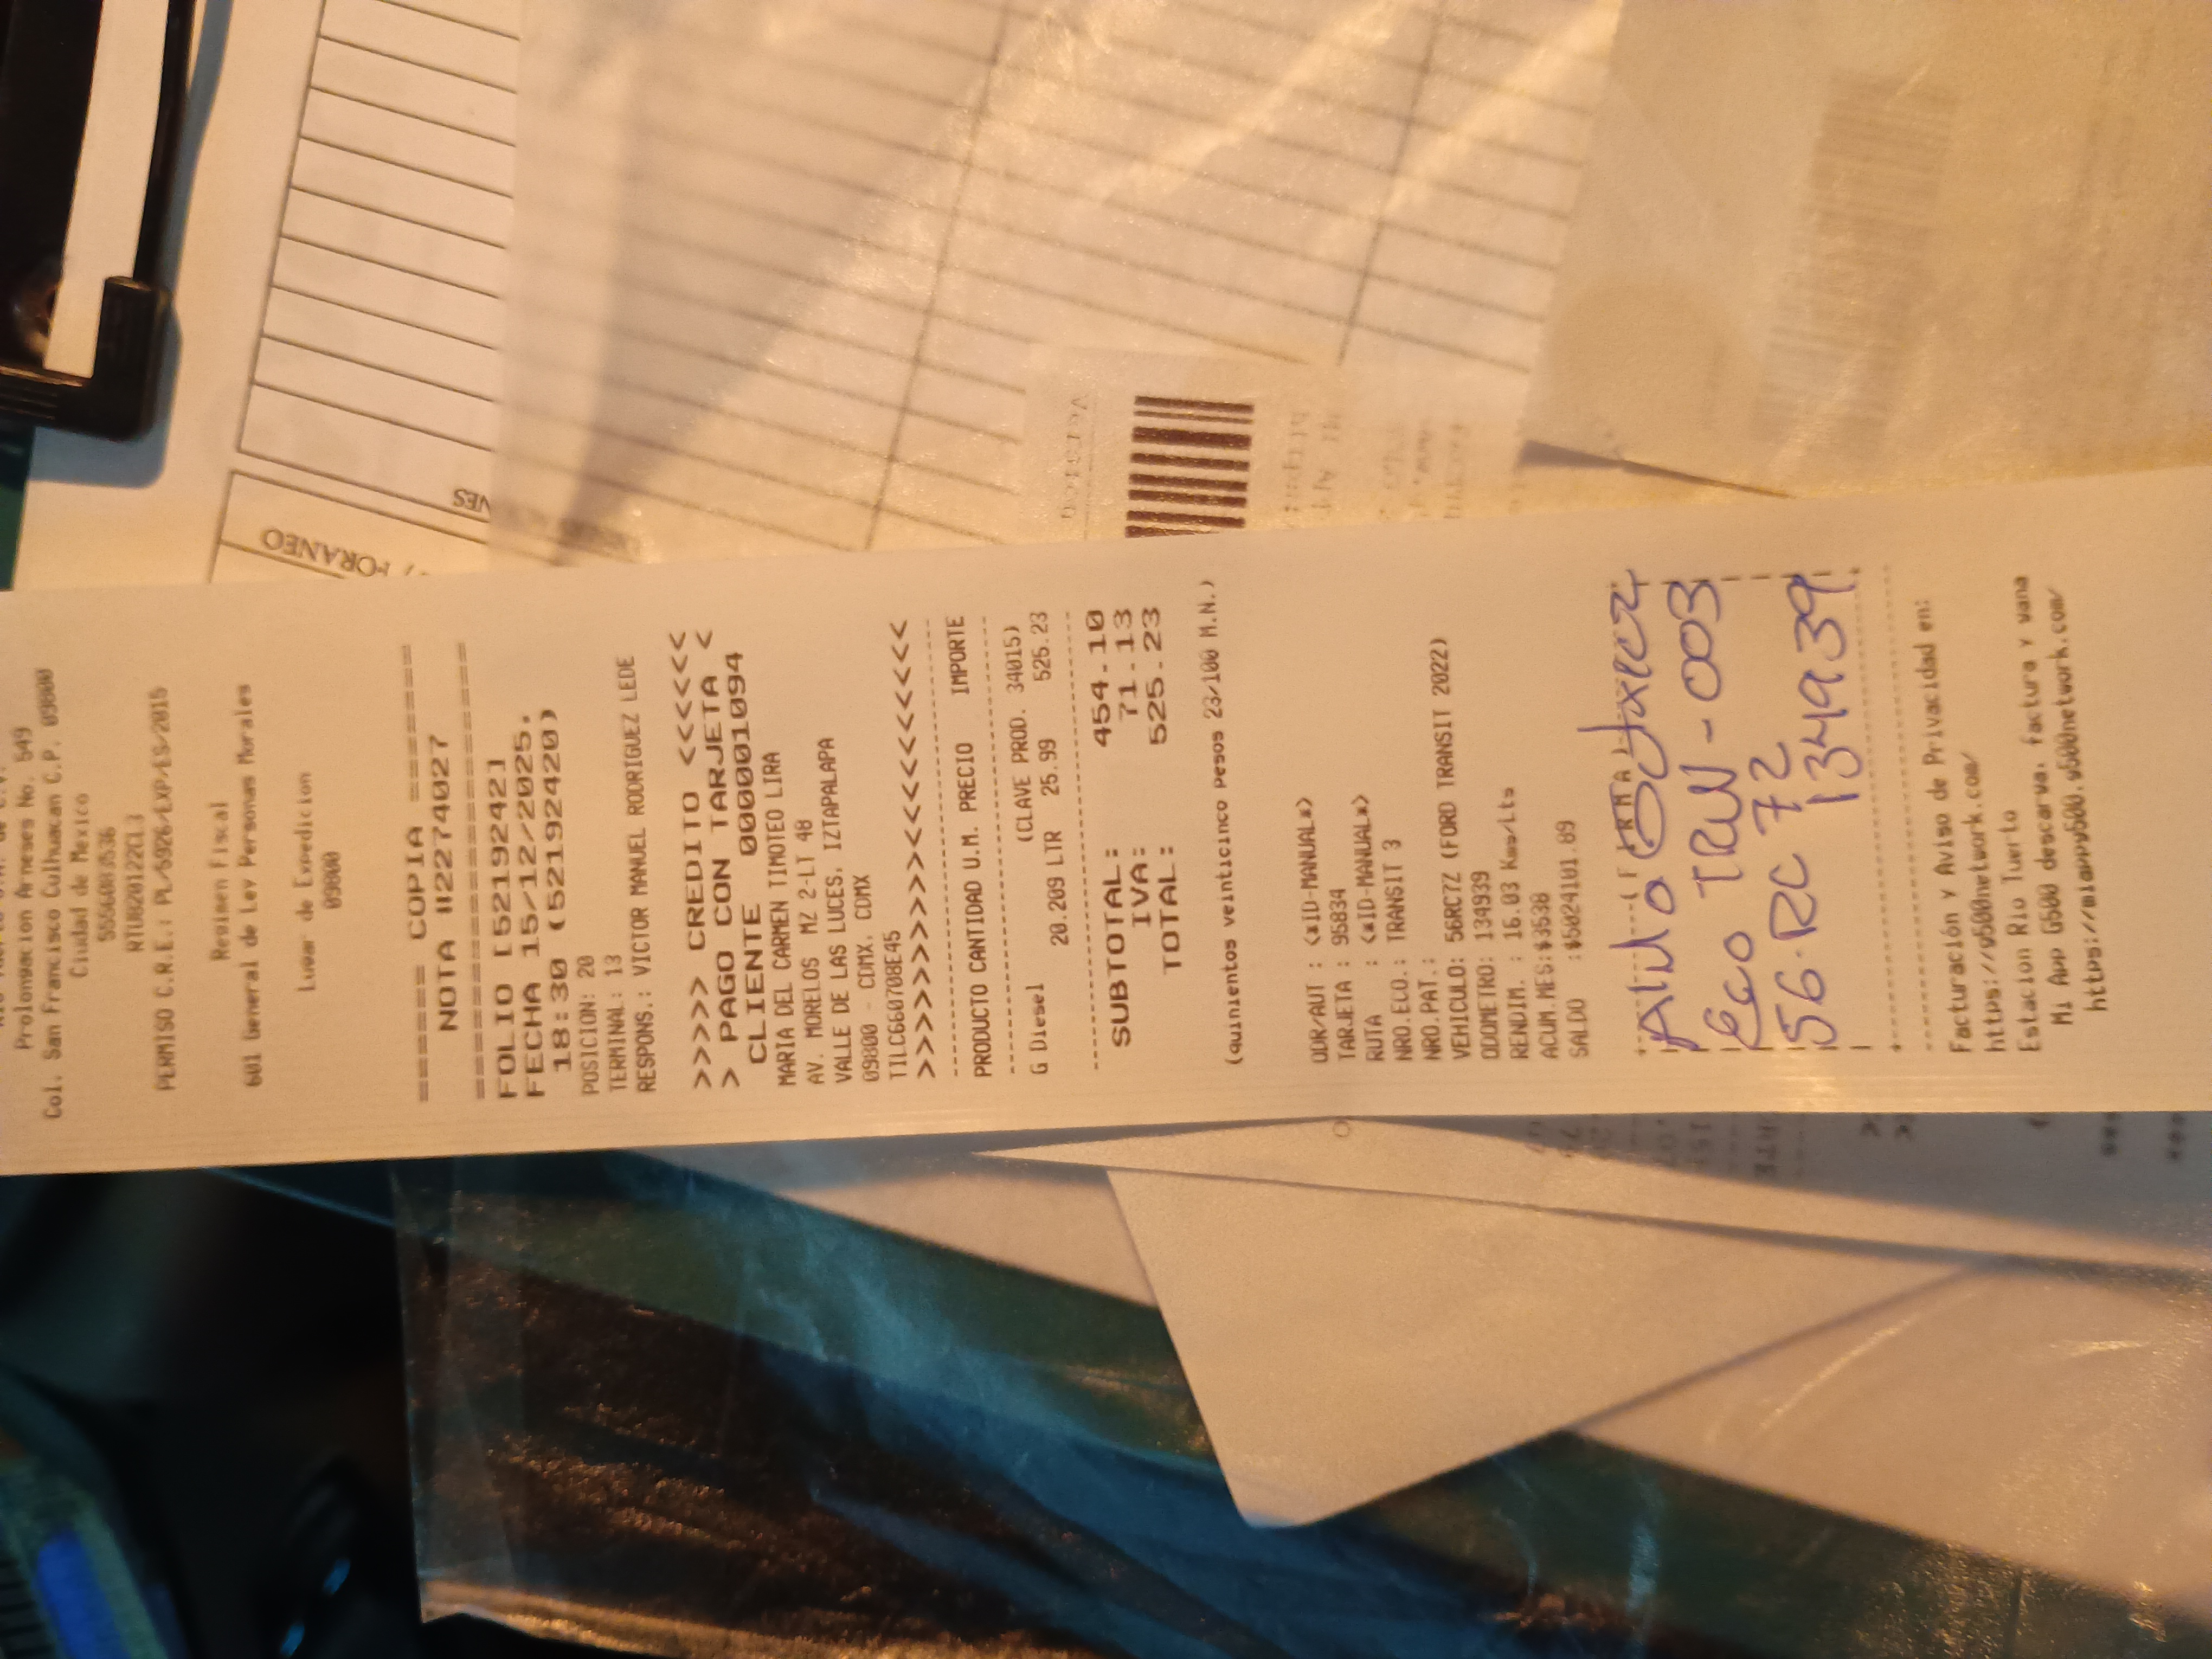 Prolongacion Arneses No. 549
Col. San Francisco Culhuacan C.P. 09800
Ciudad de Mexico
5556083536
RTU820122CL3
PERMISO C.R.E.: PL/5926/EXP/ES/2015
Regimen Fiscal
601 General de Ley Personas Morales
Lugar de Expedicion
09800
===== COPIA =======
NOTA #22740 27
====================
FOLIO [52192421]
FECHA 15/12/2025,
18:30 (52192420)
POSICION: 20
TERMINAL: 13
RESPONS.: VICTOR MANUEL RODRIGUEZ LEDE
>>>>> CREDITO <<<<<<
> PAGO CON TARJETA <
CLIENTE 0000001094
MARIA DEL CARMEN TIMOTEO LIRA
AV. MORELOS MZ 2-LT 48
VALLE DE LAS LUCES, IZTAPALAPA
09800 - CDMX, CDMX
TILC660708E45
>>>>>>>>>><<<<<<<<<<
PRODUCTO CANTIDAD U.M. PRECIO IMPORTE
(CLAVE PROD. 34015)
G Diesel 20.209 LTR 25.99 525.23
SUBTOTAL: 454.10
IVA: 71.13
TOTAL: 525.23
(quinientos veinticinco Pesos 23/100 M.N.)
ODR/AUT : <*ID-MANUAL*>
TARJETA : 95834
RUTA : <*ID-MANUAL*>
NRO.ECO.: TRANSIT 3
NRO.PAT.:
VEHICULO: 56RC7Z (FORD TRANSIT 2022)
ODOMETRO: 134939
RENDIM. : 16.03 Kms/Lts
ACUM.MES:$3538
SALDO :$5024101.89
(FIRMA)
Eco TRW-003
56.RC 7Z
134939
Facturación y Aviso de Privacidad en:
https://g500network.com/
Estacion Rio Tuerto
Mi App G500 descarga, factura y gana
https://miappg500.g500network.com/
FORANEO